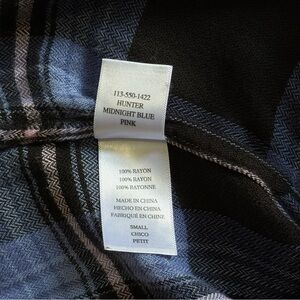 113-550-1422
HUNTER
MIDNIGHT BLUE
PINK
100% RAYON
100% RAYON
100% RAYONNE
MADE IN CHINA
HECHO EN CHINA
FABRIQUÉ EN CHINE
SMALL
CHICO
PETIT